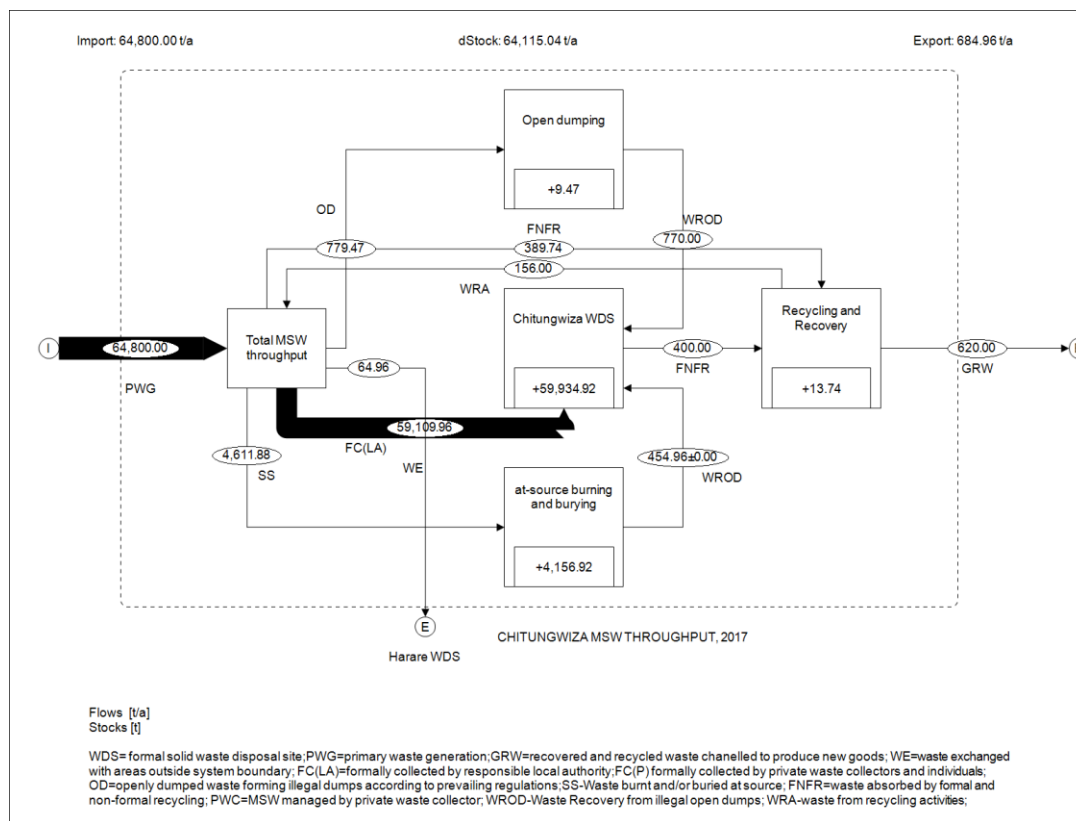 Import: 64,800.00 t/a
dStock: 64,115.04 t/a
Export: 684.96 t/a
Open dumping
+9.47
OD
WROD
FNFR
779.47
389.74
770.00
156.00
WRA
Chitungwiza WDS
Recycling and
Recovery
Total MSW
throughput
I
64,800.00
PWG
64.96
400.00
FNFR
620.00
GRW
+59,934.92
+13.74
59,109.96
FC(LA)
4,611.88
SS
WE
454.96±0.00
WROD
at-source burning
and burying
+4,156.92
E
Harare WDS
CHITUNGWIZA MSW THROUGHPUT, 2017
Flows [t/a]
Stocks [t]
WDS= formal solid waste disposal site;PWG=primary waste generation;GRW=recovered and recycled waste chanelled to produce new goods; WE=waste exchanged
with areas outside system boundary; FC(LA)=formally collected by responsible local authority;FC(P) formally collected by private waste collectors and individuals;
OD=openly dumped waste forming illegal dumps according to prevailing regulations;SS-Waste burnt and/or buried at source; FNFR=waste absorbed by formal and
non-formal recycling; PWC=MSW managed by private waste collector; WROD-Waste Recovery from illegal open dumps; WRA-waste from recycling activities;